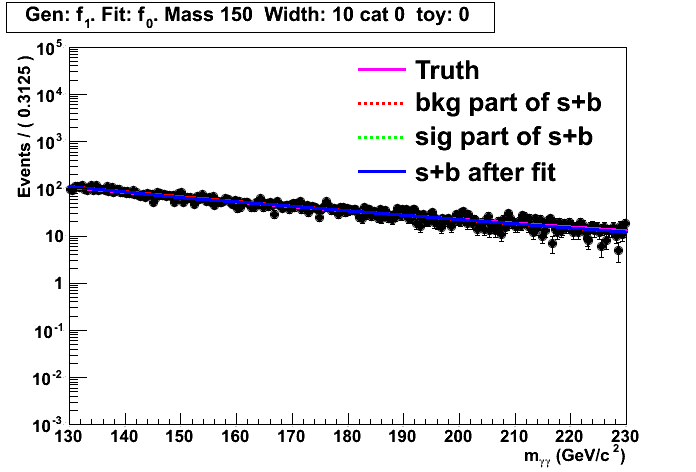 Gen: f1. Fit: f0. Mass 150 Width: 10 cat 0 toy: 0
Events / ( 0.3125 )
10^5
10^4
10^3
10^2
10
1
10^-1
10^-2
10^-3
Truth
bkg part of s+b
sig part of s+b
s+b after fit
130 140 150 160 170 180 190 200 210 220 230
mγγ (GeV/c^2)